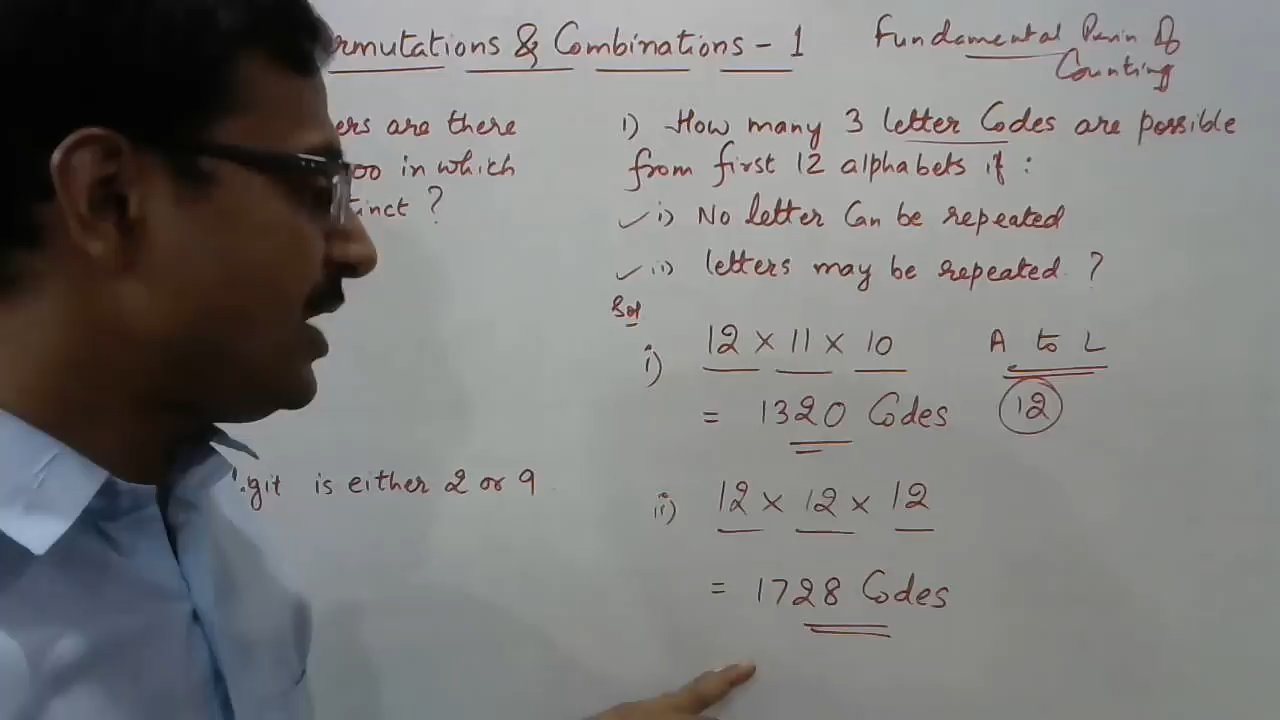 rmutations & Combinations - 1
Fundamental Of
Counting
ers are there
00 in which
inct ?
git is either 2 or 9
1) How many 3 letter Codes are possible
from first 12 alphabets if :
✓ i) No letter Can be repeated
✓ ii) letters may be repeated ?
Sol
i) 12 × 11 × 10
A to L
= 1320 Codes
12
ii) 12 × 12 × 12
= 1728 Codes